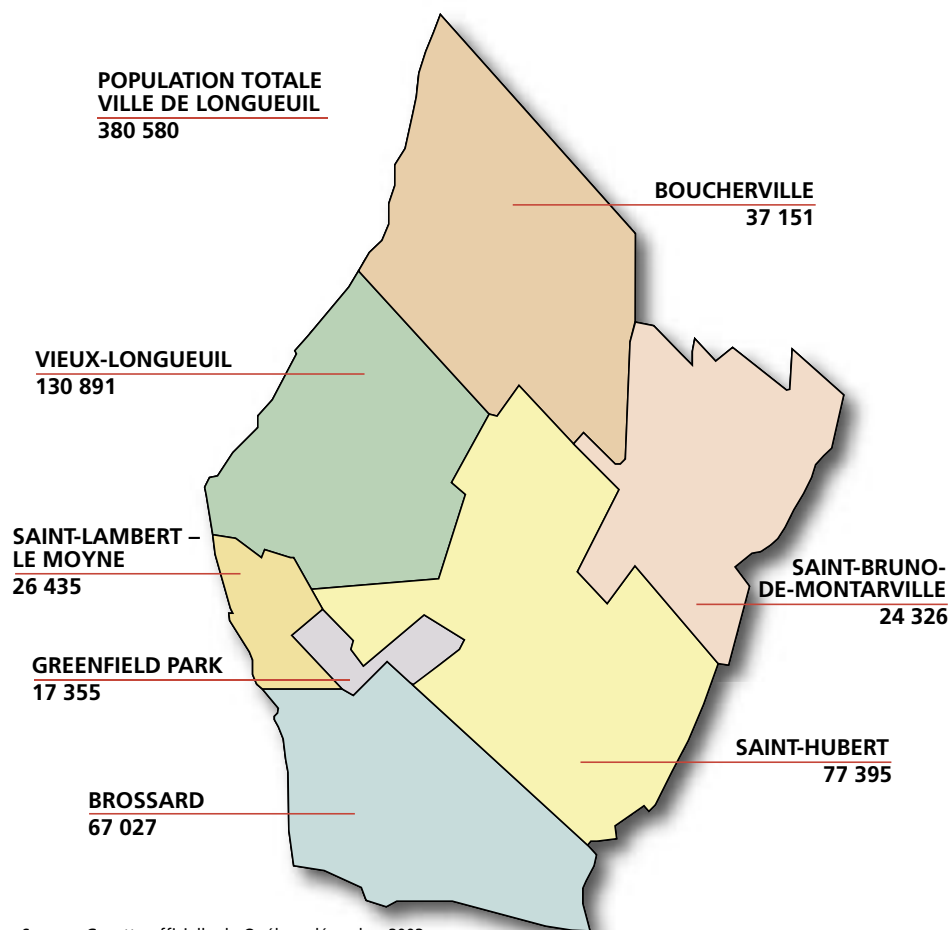 POPULATION TOTALE
VILLE DE LONGUEUIL
380 580
BOUCHERVILLE
37 151
VIEUX-LONGUEUIL
130 891
SAINT-LAMBERT –
LE MOYNE
26 435
SAINT-BRUNO-
DE-MONTARVILLE
24 326
GREENFIELD PARK
17 355
SAINT-HUBERT
77 395
BROSSARD
67 027